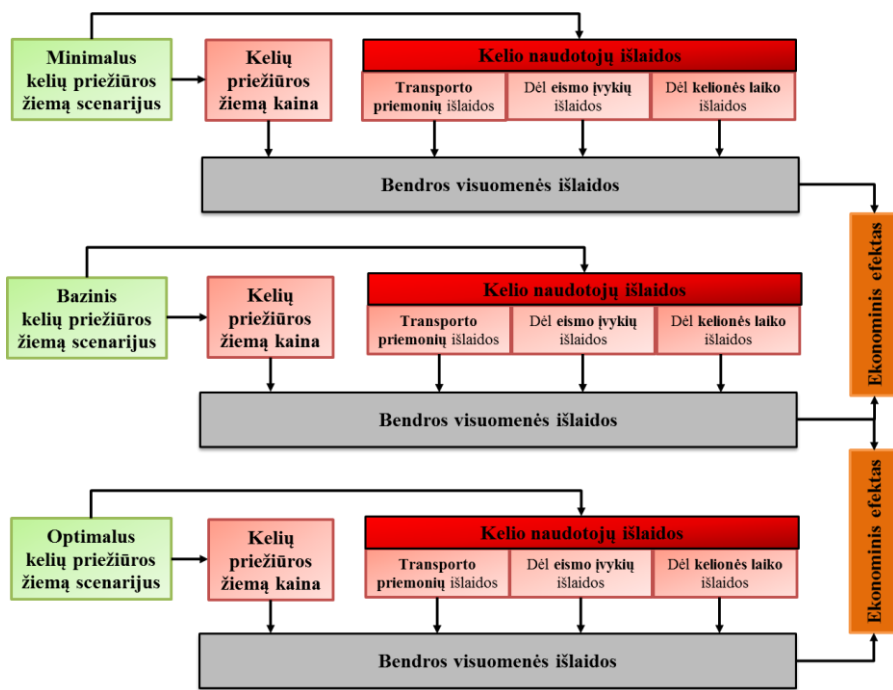 Minimalus
kelių priežiūros
žiemą scenarijus
Kelių
priežiūros
žiemą kaina
Kelio naudotojų išlaidos
Transporto
priemonių išlaidos
Dėl eismo įvykių
išlaidos
Dėl kelionės laiko
išlaidos
Bendros visuomenės išlaidos
Ekonominis efektas
Bazinis
kelių priežiūros
žiemą scenarijus
Kelių
priežiūros
žiemą kaina
Kelio naudotojų išlaidos
Transporto
priemonių išlaidos
Dėl eismo įvykių
išlaidos
Dėl kelionės laiko
išlaidos
Bendros visuomenės išlaidos
Ekonominis efektas
Optimalus
kelių priežiūros
žiemą scenarijus
Kelių
priežiūros
žiemą kaina
Kelio naudotojų išlaidos
Transporto
priemonių išlaidos
Dėl eismo įvykių
išlaidos
Dėl kelionės laiko
išlaidos
Bendros visuomenės išlaidos